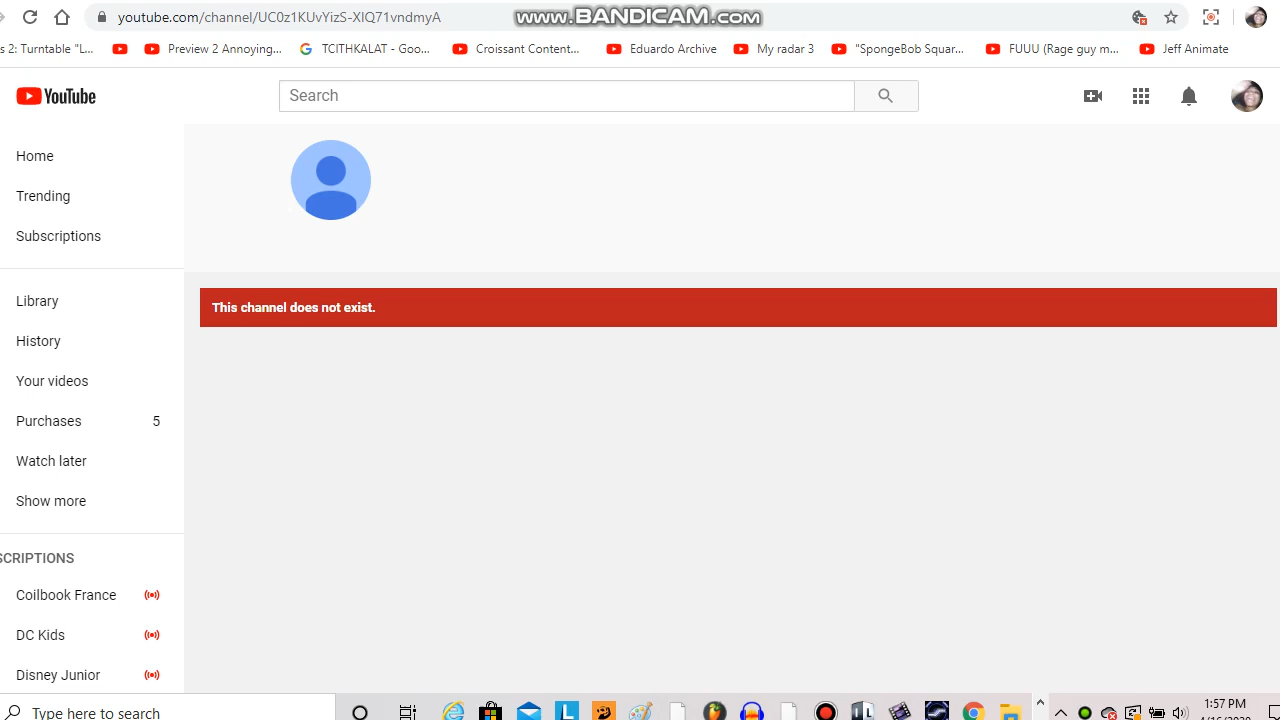 youtube.com/channel/UC0z1KUvYizS-XIQ71vndmyA
www.BANDICAM.com
s 2: Turntable "L... Preview 2 Annoying... TCITHKALAT - Goo... Croissant Content... Eduardo Archive My radar 3 "SpongeBob Squar... FUUU (Rage guy m... Jeff Animate
YouTube
Search
Home
Trending
Subscriptions
This channel does not exist.
Library
History
Your videos
Purchases 5
Watch later
Show more
SCRIPTIONS
Coilbook France
DC Kids
Disney Junior
Type here to search
1:57 PM